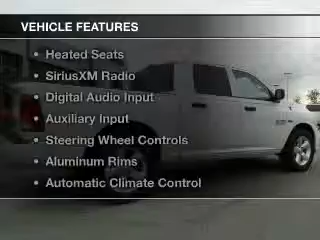 VEHICLE FEATURES
• Heated Seats
• SiriusXM Radio
• Digital Audio Input
• Auxiliary Input
• Steering Wheel Controls
• Aluminum Rims
• Automatic Climate Control